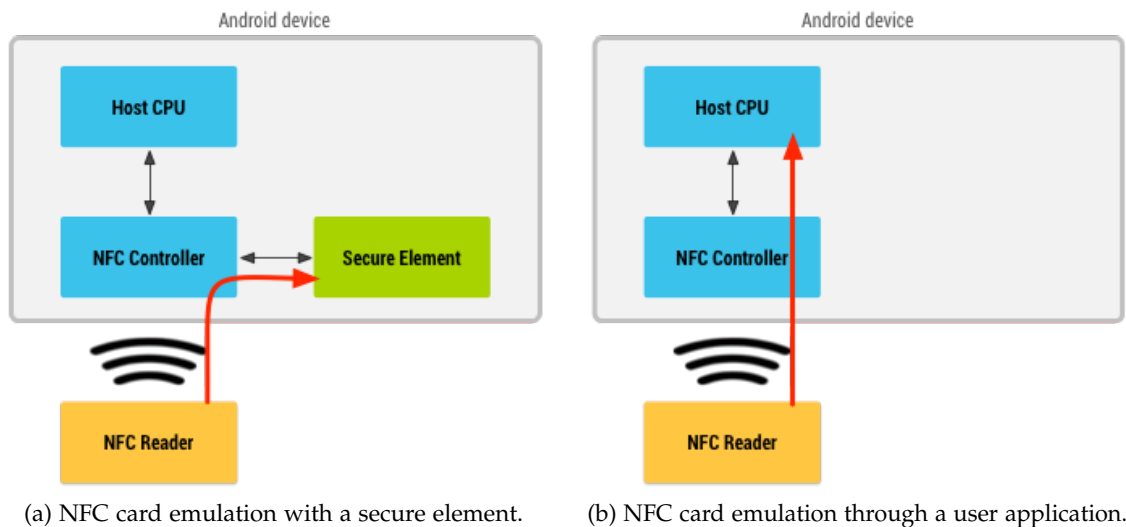 Android device
Android device
Host CPU
Host CPU
NFC Controller
Secure Element
NFC Controller
NFC Reader
NFC Reader
(a) NFC card emulation with a secure element.
(b) NFC card emulation through a user application.